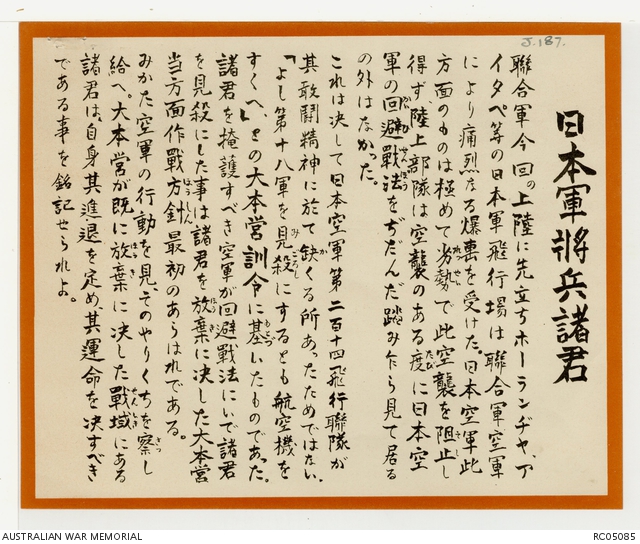 J.187.
日本軍將兵諸君
聯合軍今回の上陸に先立ちホーランヂヤ、ア
イタペ等の日本軍飛行場は聯合軍空軍
により痛烈なる爆撃を受けた。日本空軍此
方面のものは極めて劣勢で此空襲を阻止し
得ず陸上部隊は空襲のある度に日本空
軍の回避戰法をぢだんだ踏み乍ら見て居る
の外はなかった。
これは決して日本空軍第二百十四飛行聯隊が
其敢鬪精神に於て缺くる所あったためではない。
「よし第十八軍を見殺にするとも航空機を
すくへ」との大本營訓令に基いたものであった。
諸君を掩護すべき空軍が回避戰法にいで諸君
を見殺にした事は諸君を放棄に決した大本營
当方面作戰方針最初のあらはれである。
みかた空軍の行動を見、そのやりくちを察し
給へ。大本營が既に放棄に決した戰域にある
諸君は、自身其進退を定め、其運命を決すべき
である事を銘記せられよ。
AUSTRALIAN WAR MEMORIAL
RC05085